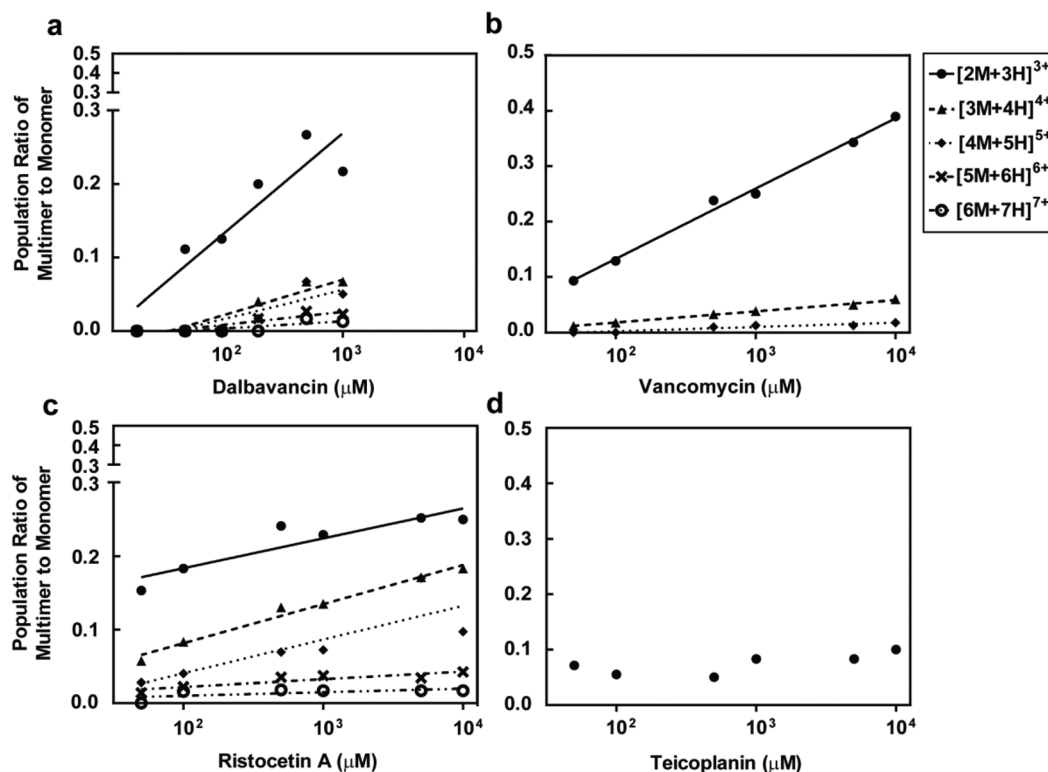 a
0.5
0.4
0.3
0.2
0.1
0.0
10² 10³ 10⁴
Population Ratio of
Multimer to Monomer
Dalbavancin (μM)
b
0.5
0.4
0.3
0.2
0.1
0.0
10² 10³ 10⁴
Vancomycin (μM)
[2M+3H]³⁺
[3M+4H]⁴⁺
[4M+5H]⁵⁺
[5M+6H]⁶⁺
[6M+7H]⁷⁺
c
0.5
0.4
0.3
0.3
0.2
0.1
0.0
10² 10³ 10⁴
Population Ratio of
Multimer to Monomer
Ristocetin A (μM)
d
0.5
0.4
0.3
0.2
0.1
0.0
10² 10³ 10⁴
Teicoplanin (μM)